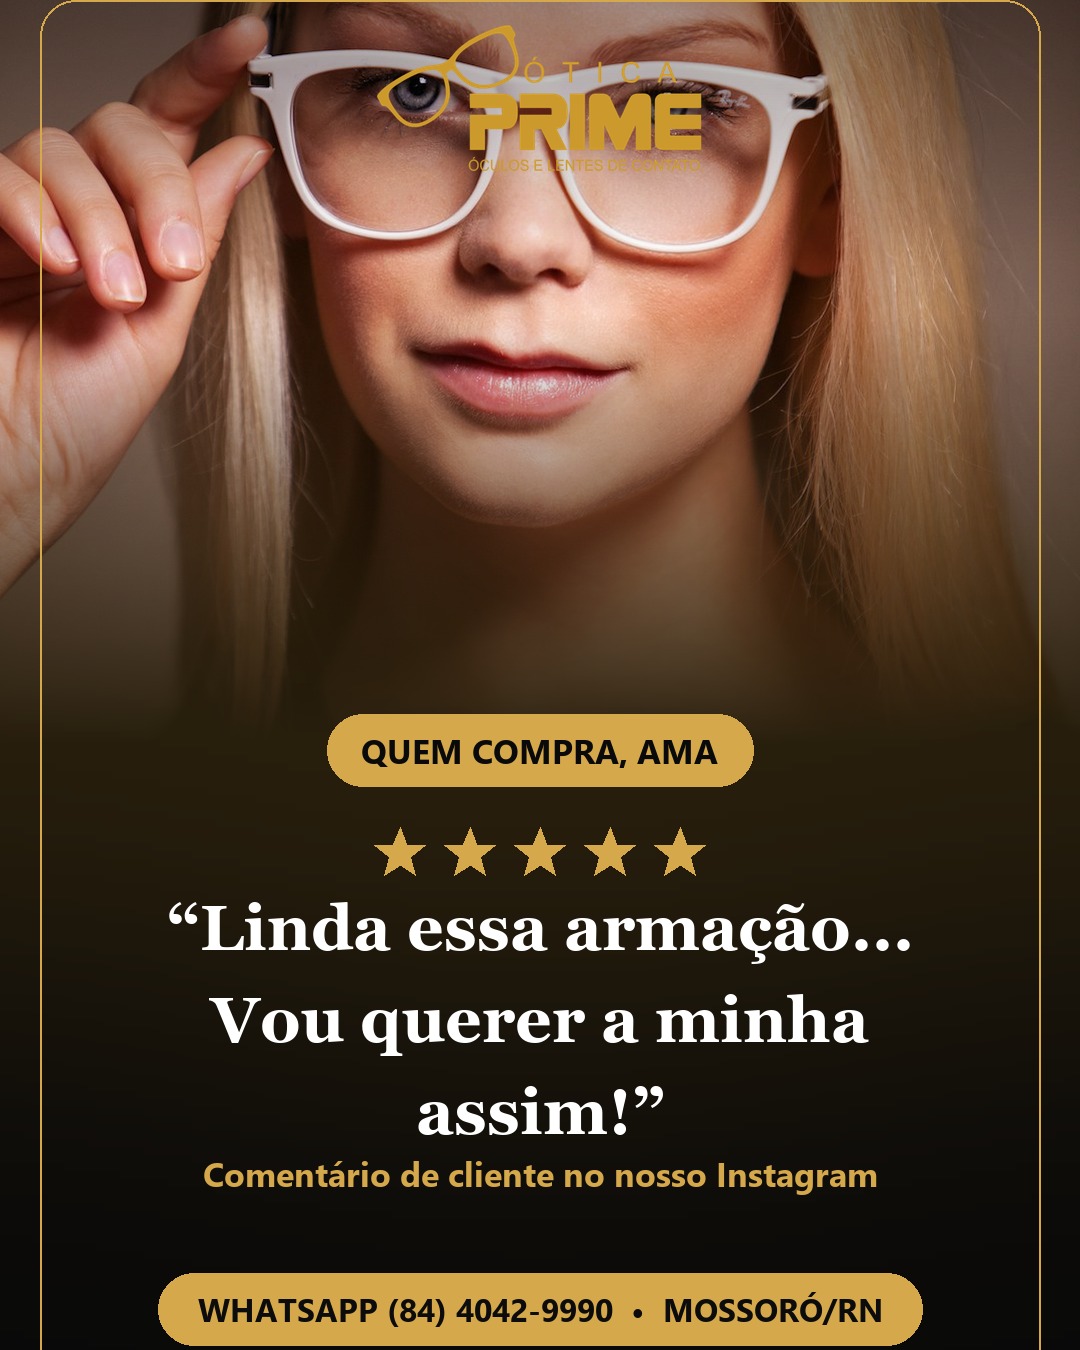 ÓTICA
PRIME
ÓCULOS E LENTES DE CONTATO
QUEM COMPRA, AMA
“Linda essa armação...
Vou querer a minha
assim!”
Comentário de cliente no nosso Instagram
WHATSAPP (84) 4042-9990 • MOSSORÓ/RN